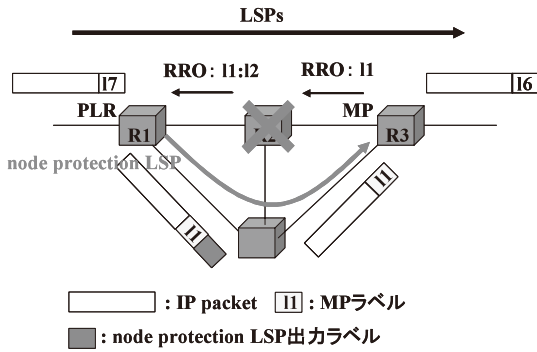 LSPs
RRO: l1:l2
RRO: l1
l7
l6
PLR
MP
R1
R2
R3
node protection LSP
l1
l1
: IP packet
l1
: MPラベル
: node protection LSP出力ラベル